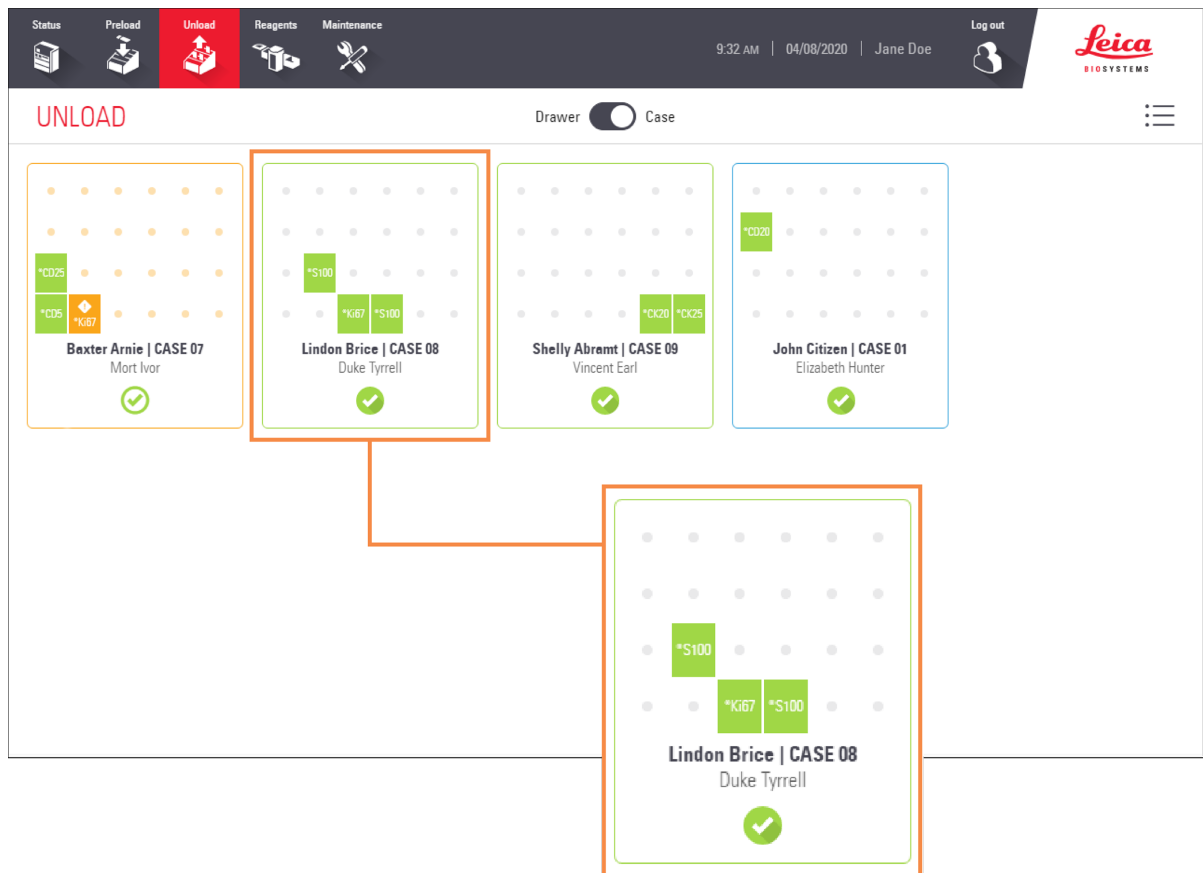 Status Preload Unload Reagents Maintenance Log out
9:32 AM | 04/08/2020 | Jane Doe
Leica
BIOSYSTEMS
UNLOAD
Drawer Case
*CD25
*CD5 *Ki67
Baxter Arnie | CASE 07
Mort Ivor
*S100
*Ki67 *S100
Lindon Brice | CASE 08
Duke Tyrrell
*CK20 *CK25
Shelly Abramt | CASE 09
Vincent Earl
*CD20
John Citizen | CASE 01
Elizabeth Hunter
*S100
*Ki67 *S100
Lindon Brice | CASE 08
Duke Tyrrell